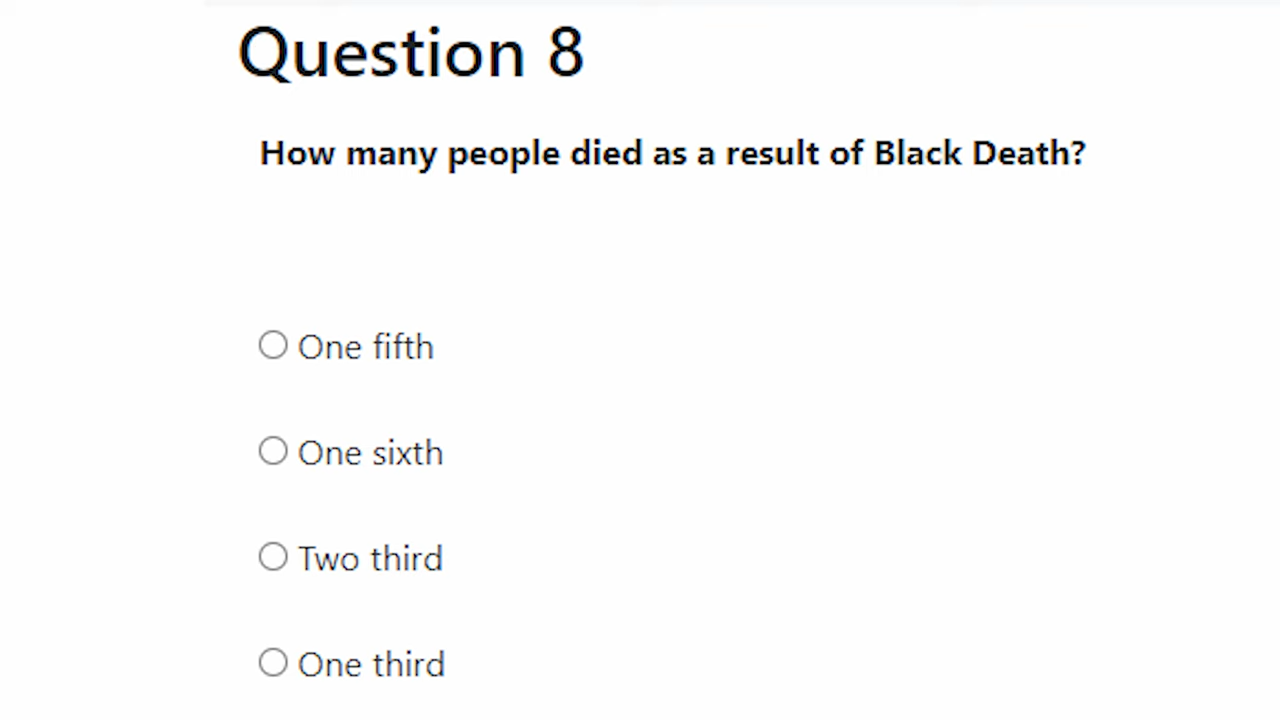 Question 8
How many people died as a result of Black Death?
One fifth
One sixth
Two third
One third